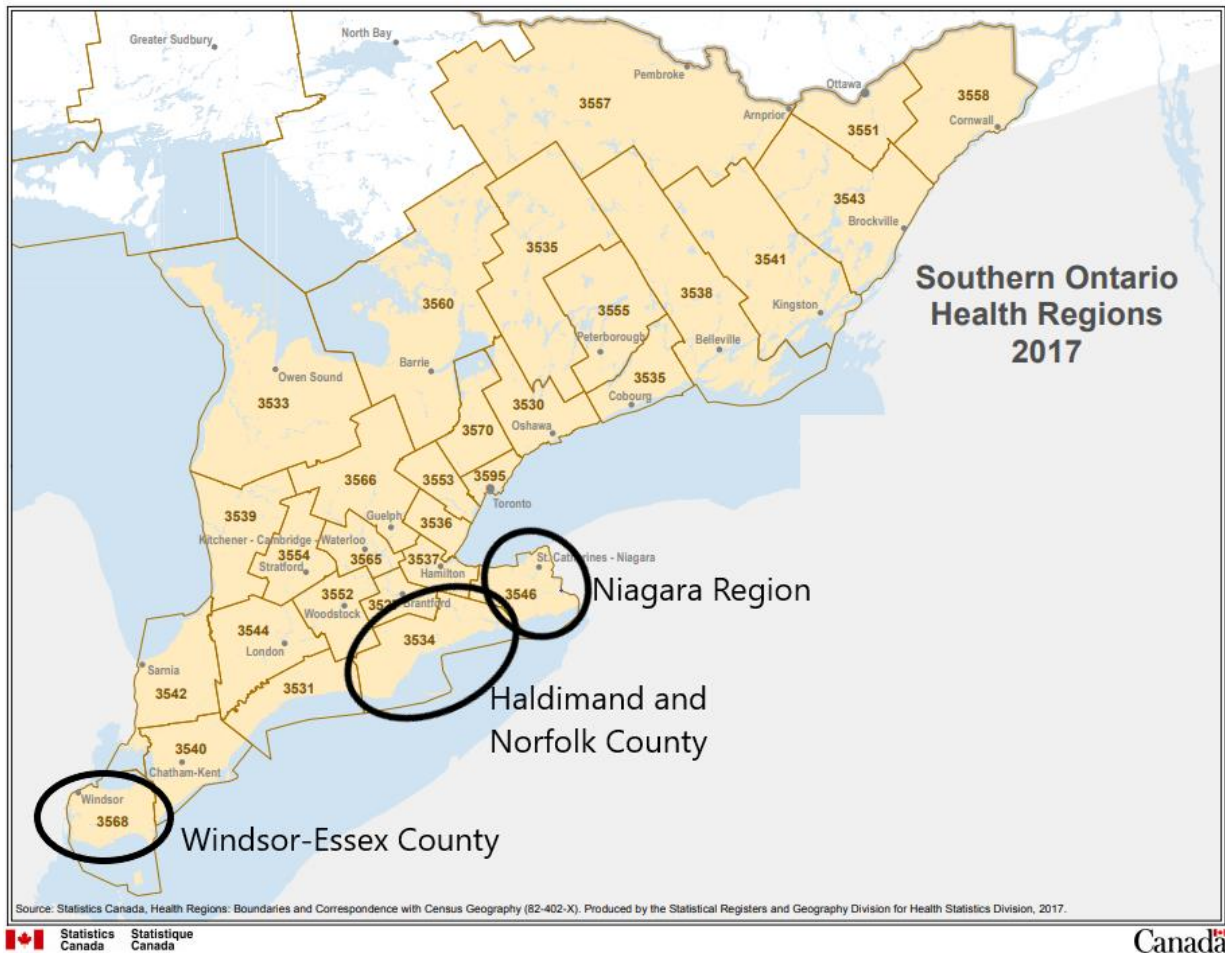 Greater Sudbury
North Bay
Pembroke
Ottawa
3557
3558
Arnprior
3551
Cornwall
3543
Brockville
3535
3541
Southern Ontario
Health Regions
2017
3560
3538
3555
Kingston
Peterborough
Belleville
Barrie
Owen Sound
3535
3533
3530
Cobourg
Oshawa
3570
3566
3553
3595
Toronto
3539
Guelph
3536
Kitchener - Cambridge - Waterloo
3554
3565
3537
St. Catharines - Niagara
Stratford
Hamilton
Niagara Region
3552
3546
Brantford
Woodstock
3544
3534
London
Sarnia
3531
3542
Haldimand and
Norfolk County
3540
Chatham-Kent
Windsor
3568
Windsor-Essex County
Source: Statistics Canada, Health Regions: Boundaries and Correspondence with Census Geography (82-402-X). Produced by the Statistical Registers and Geography Division for Health Statistics Division, 2017.
Statistics Statistique
Canada Canada
Canada